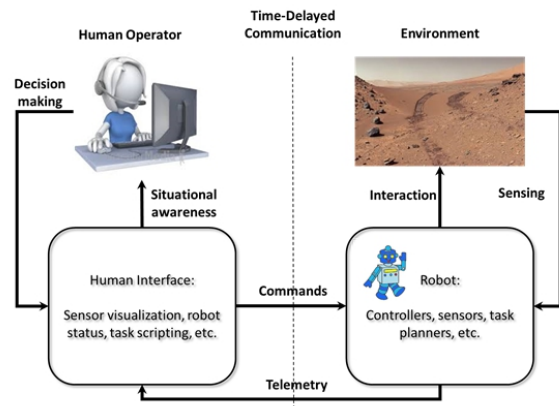 Human Operator
Time-Delayed
Communication
Environment
Decision
making
Situational
awareness
Interaction
Sensing
Human Interface:
Sensor visualization, robot
status, task scripting, etc.
Commands
Robot:
Controllers, sensors, task
planners, etc.
Telemetry